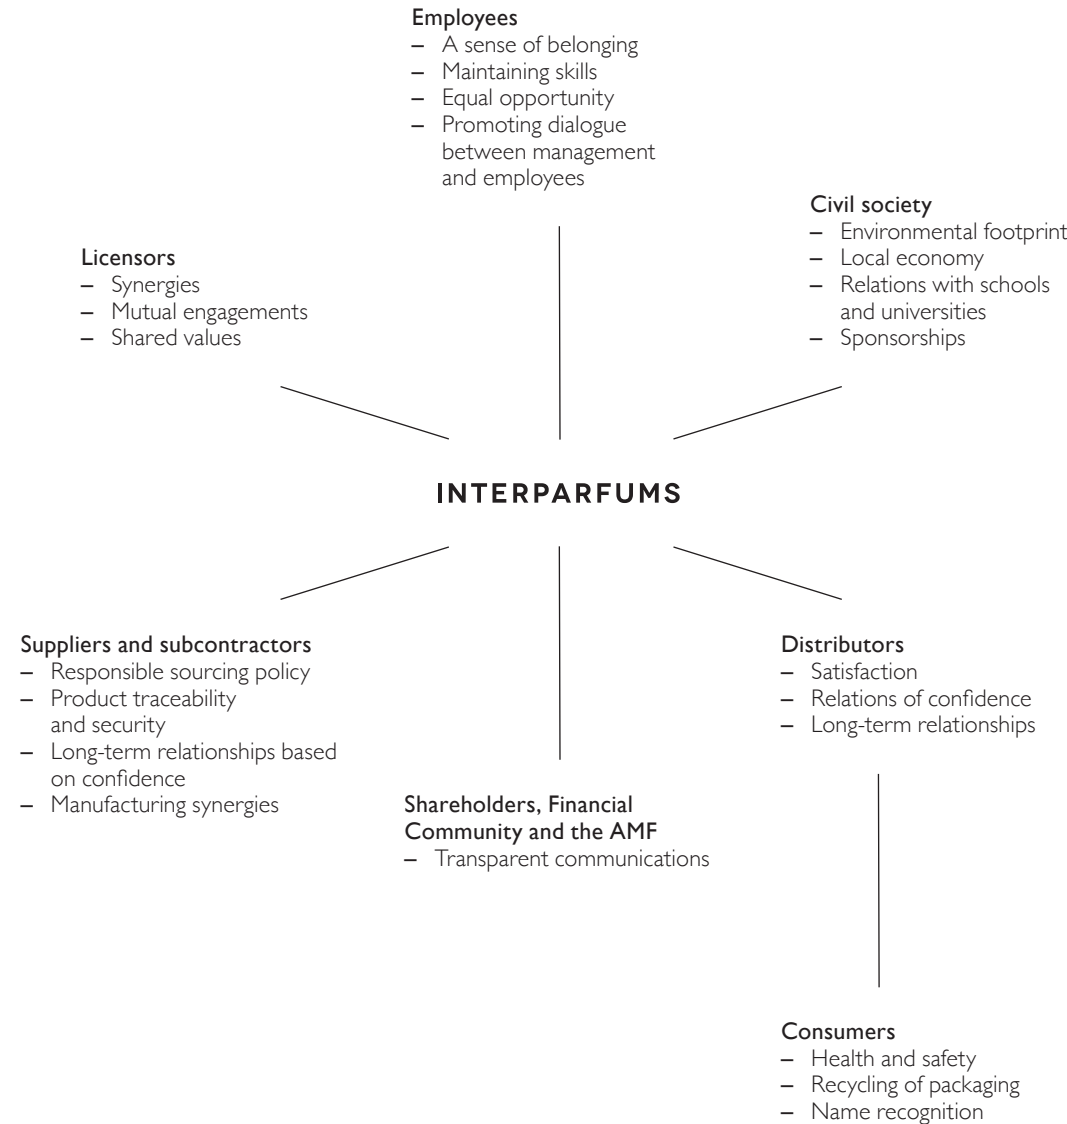 Employees
– A sense of belonging
– Maintaining skills
– Equal opportunity
– Promoting dialogue
between management
and employees
Civil society
– Environmental footprint
– Local economy
– Relations with schools
and universities
– Sponsorships
Licensors
– Synergies
– Mutual engagements
– Shared values
INTERPARFUMS
Suppliers and subcontractors
– Responsible sourcing policy
– Product traceability
and security
– Long-term relationships based
on confidence
– Manufacturing synergies
Distributors
– Satisfaction
– Relations of confidence
– Long-term relationships
Shareholders, Financial
Community and the AMF
– Transparent communications
Consumers
– Health and safety
– Recycling of packaging
– Name recognition